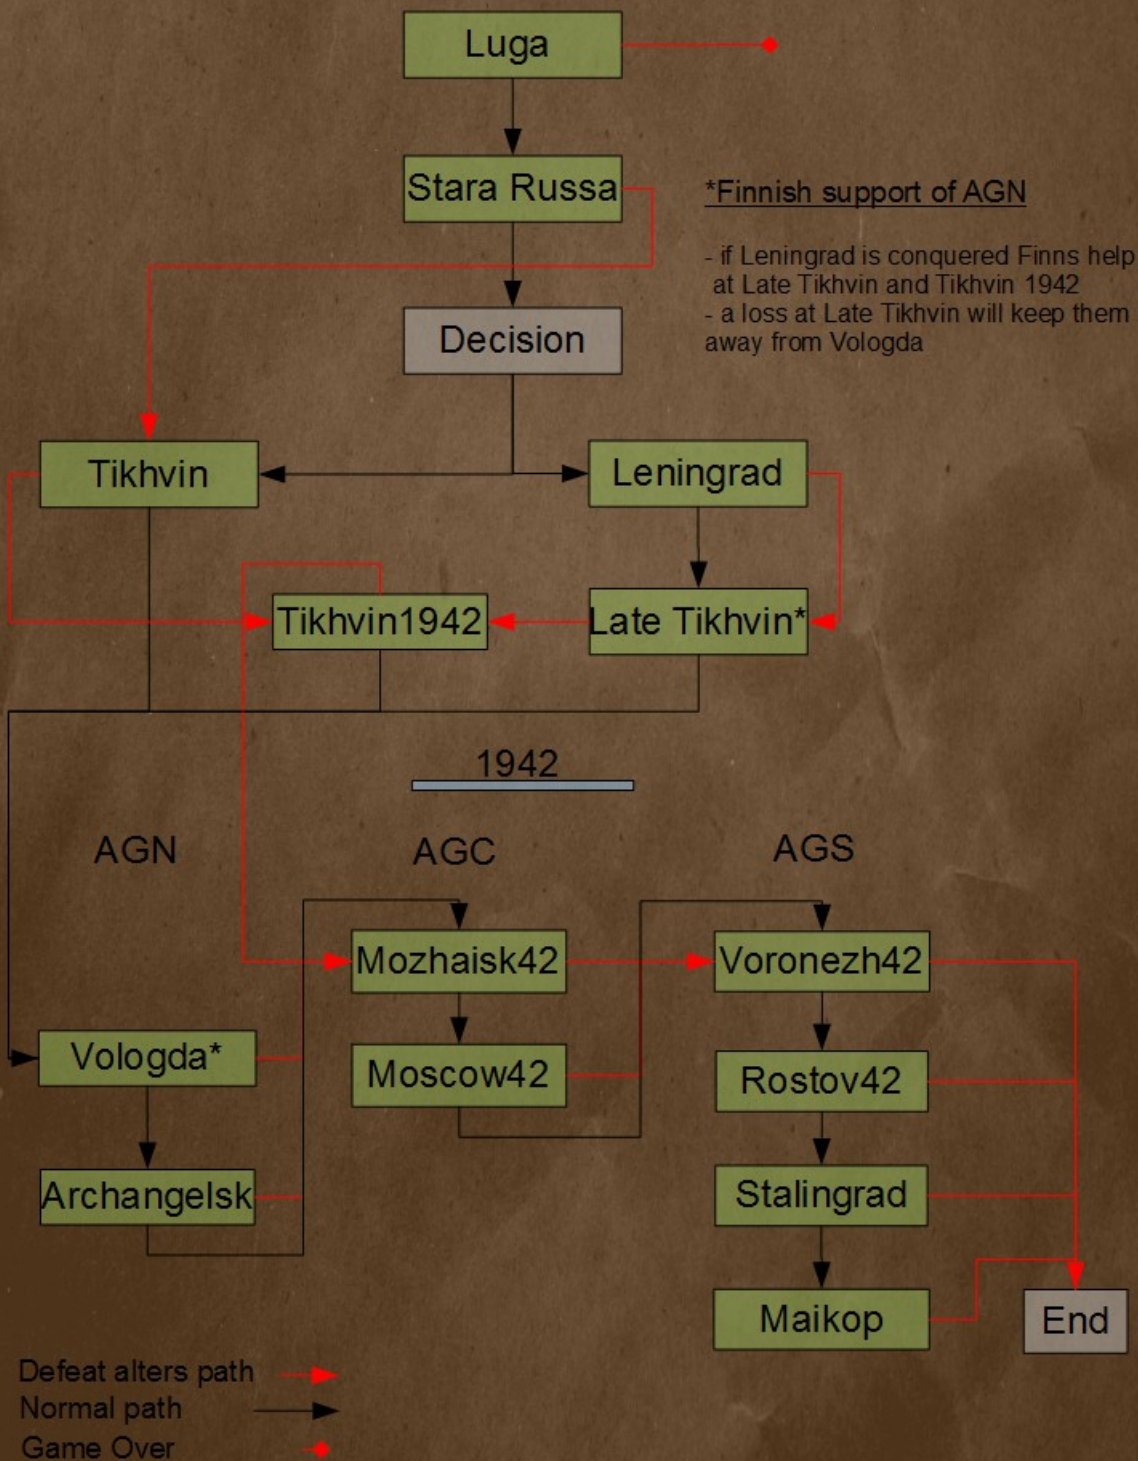 Luga
Stara Russa
*Finnish support of AGN
- if Leningrad is conquered Finns help
at Late Tikhvin and Tikhvin 1942
- a loss at Late Tikhvin will keep them
away from Vologda
Decision
Tikhvin
Leningrad
Tikhvin1942
Late Tikhvin*
1942
AGN
AGC
AGS
Mozhaisk42
Voronezh42
Vologda*
Moscow42
Rostov42
Archangelsk
Stalingrad
Maikop
End
Defeat alters path
Normal path
Game Over